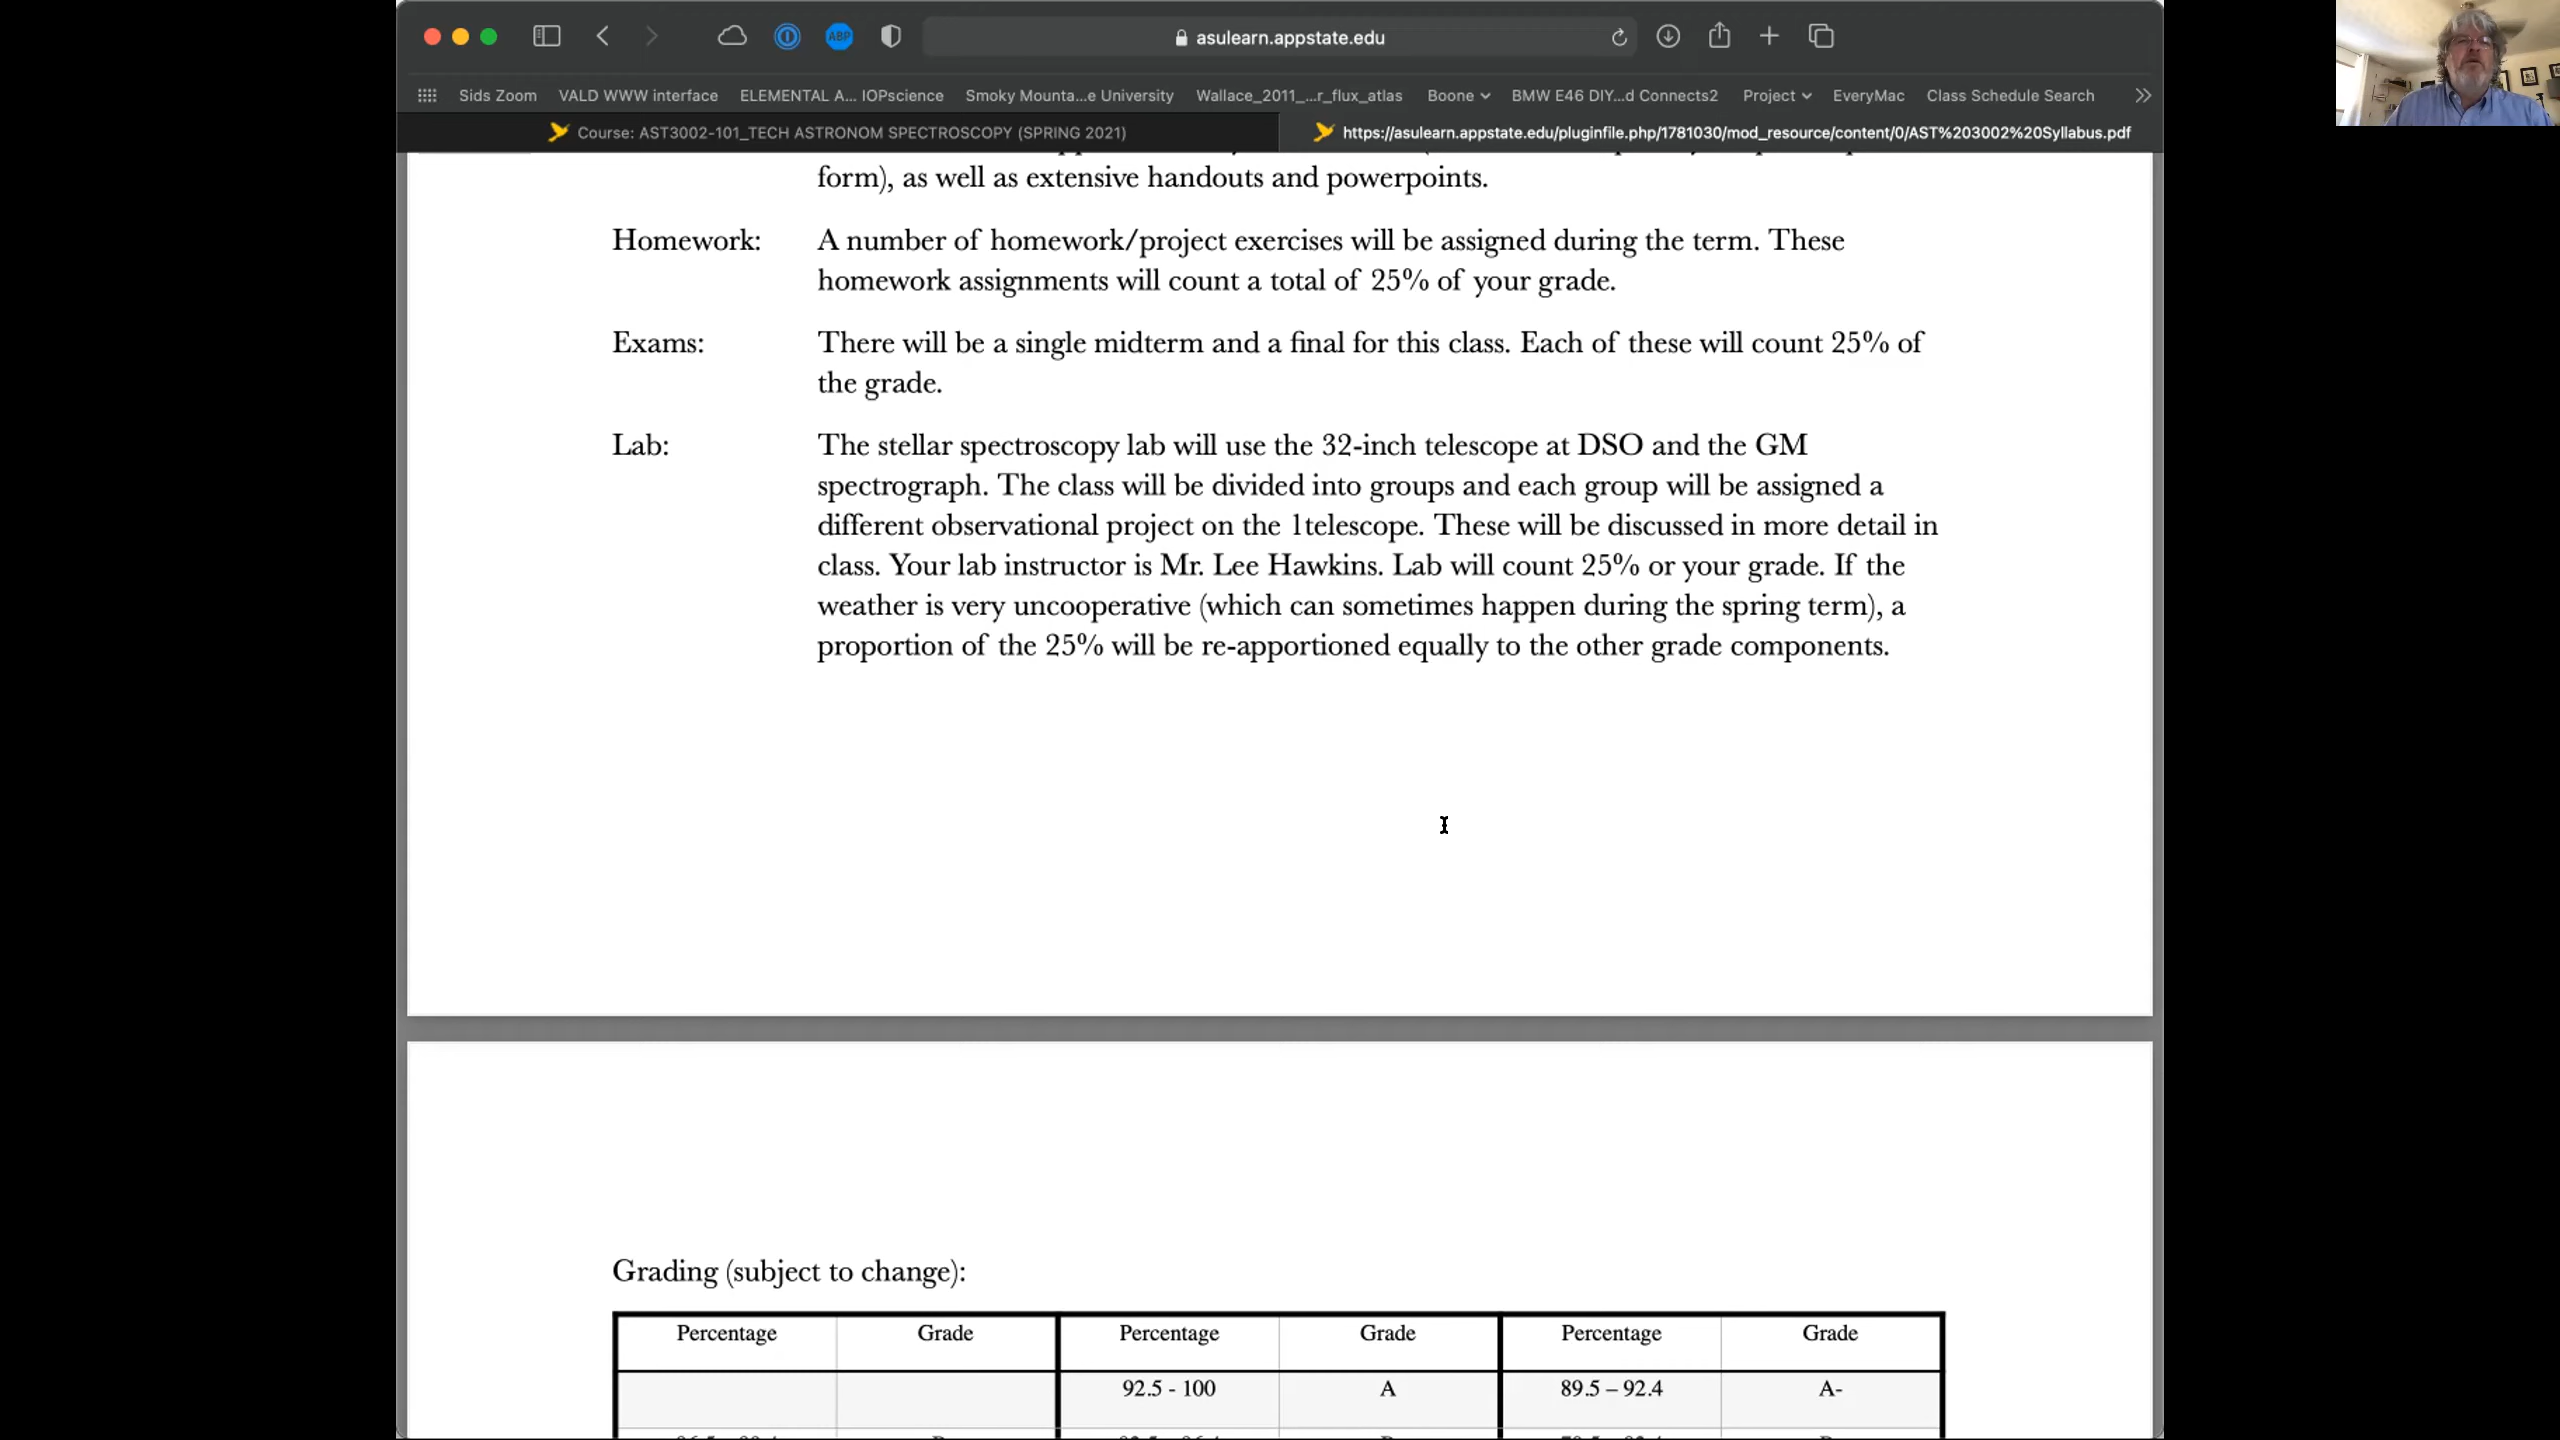 ABP
asulearn.appstate.edu
Sids Zoom VALD WWW interface ELEMENTAL A... IOPscience Smoky Mounta...e University Wallace_2011_...r_flux_atlas Boone BMW E46 DIY...d Connects2 Project EveryMac Class Schedule Search
Course: AST3002-101_TECH ASTRONOM SPECTROSCOPY (SPRING 2021) https://asulearn.appstate.edu/pluginfile.php/1781030/mod_resource/content/0/AST%203002%20Syllabus.pdf
form), as well as extensive handouts and powerpoints.
Homework: A number of homework/project exercises will be assigned during the term. These
homework assignments will count a total of 25% of your grade.
Exams: There will be a single midterm and a final for this class. Each of these will count 25% of
the grade.
Lab: The stellar spectroscopy lab will use the 32-inch telescope at DSO and the GM
spectrograph. The class will be divided into groups and each group will be assigned a
different observational project on the 1telescope. These will be discussed in more detail in
class. Your lab instructor is Mr. Lee Hawkins. Lab will count 25% or your grade. If the
weather is very uncooperative (which can sometimes happen during the spring term), a
proportion of the 25% will be re-apportioned equally to the other grade components.
Grading (subject to change):
Percentage Grade Percentage Grade Percentage Grade
92.5 - 100 A 89.5 – 92.4 A-